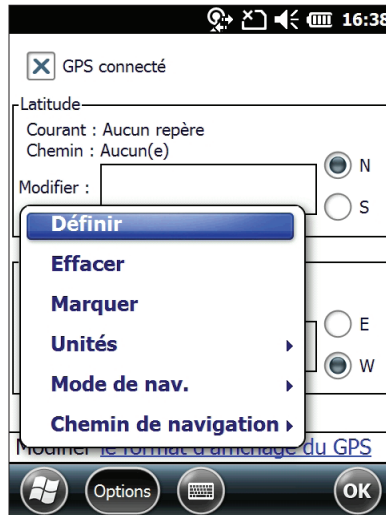 16:38
GPS connecté
Latitude
Courant : Aucun repère
Chemin : Aucun(e)
N
Modifier :
S
Définir
Effacer
Marquer
E
Unités
W
Mode de nav.
Chemin de navigation
Modifier le format d'affichage du GPS
Options
OK